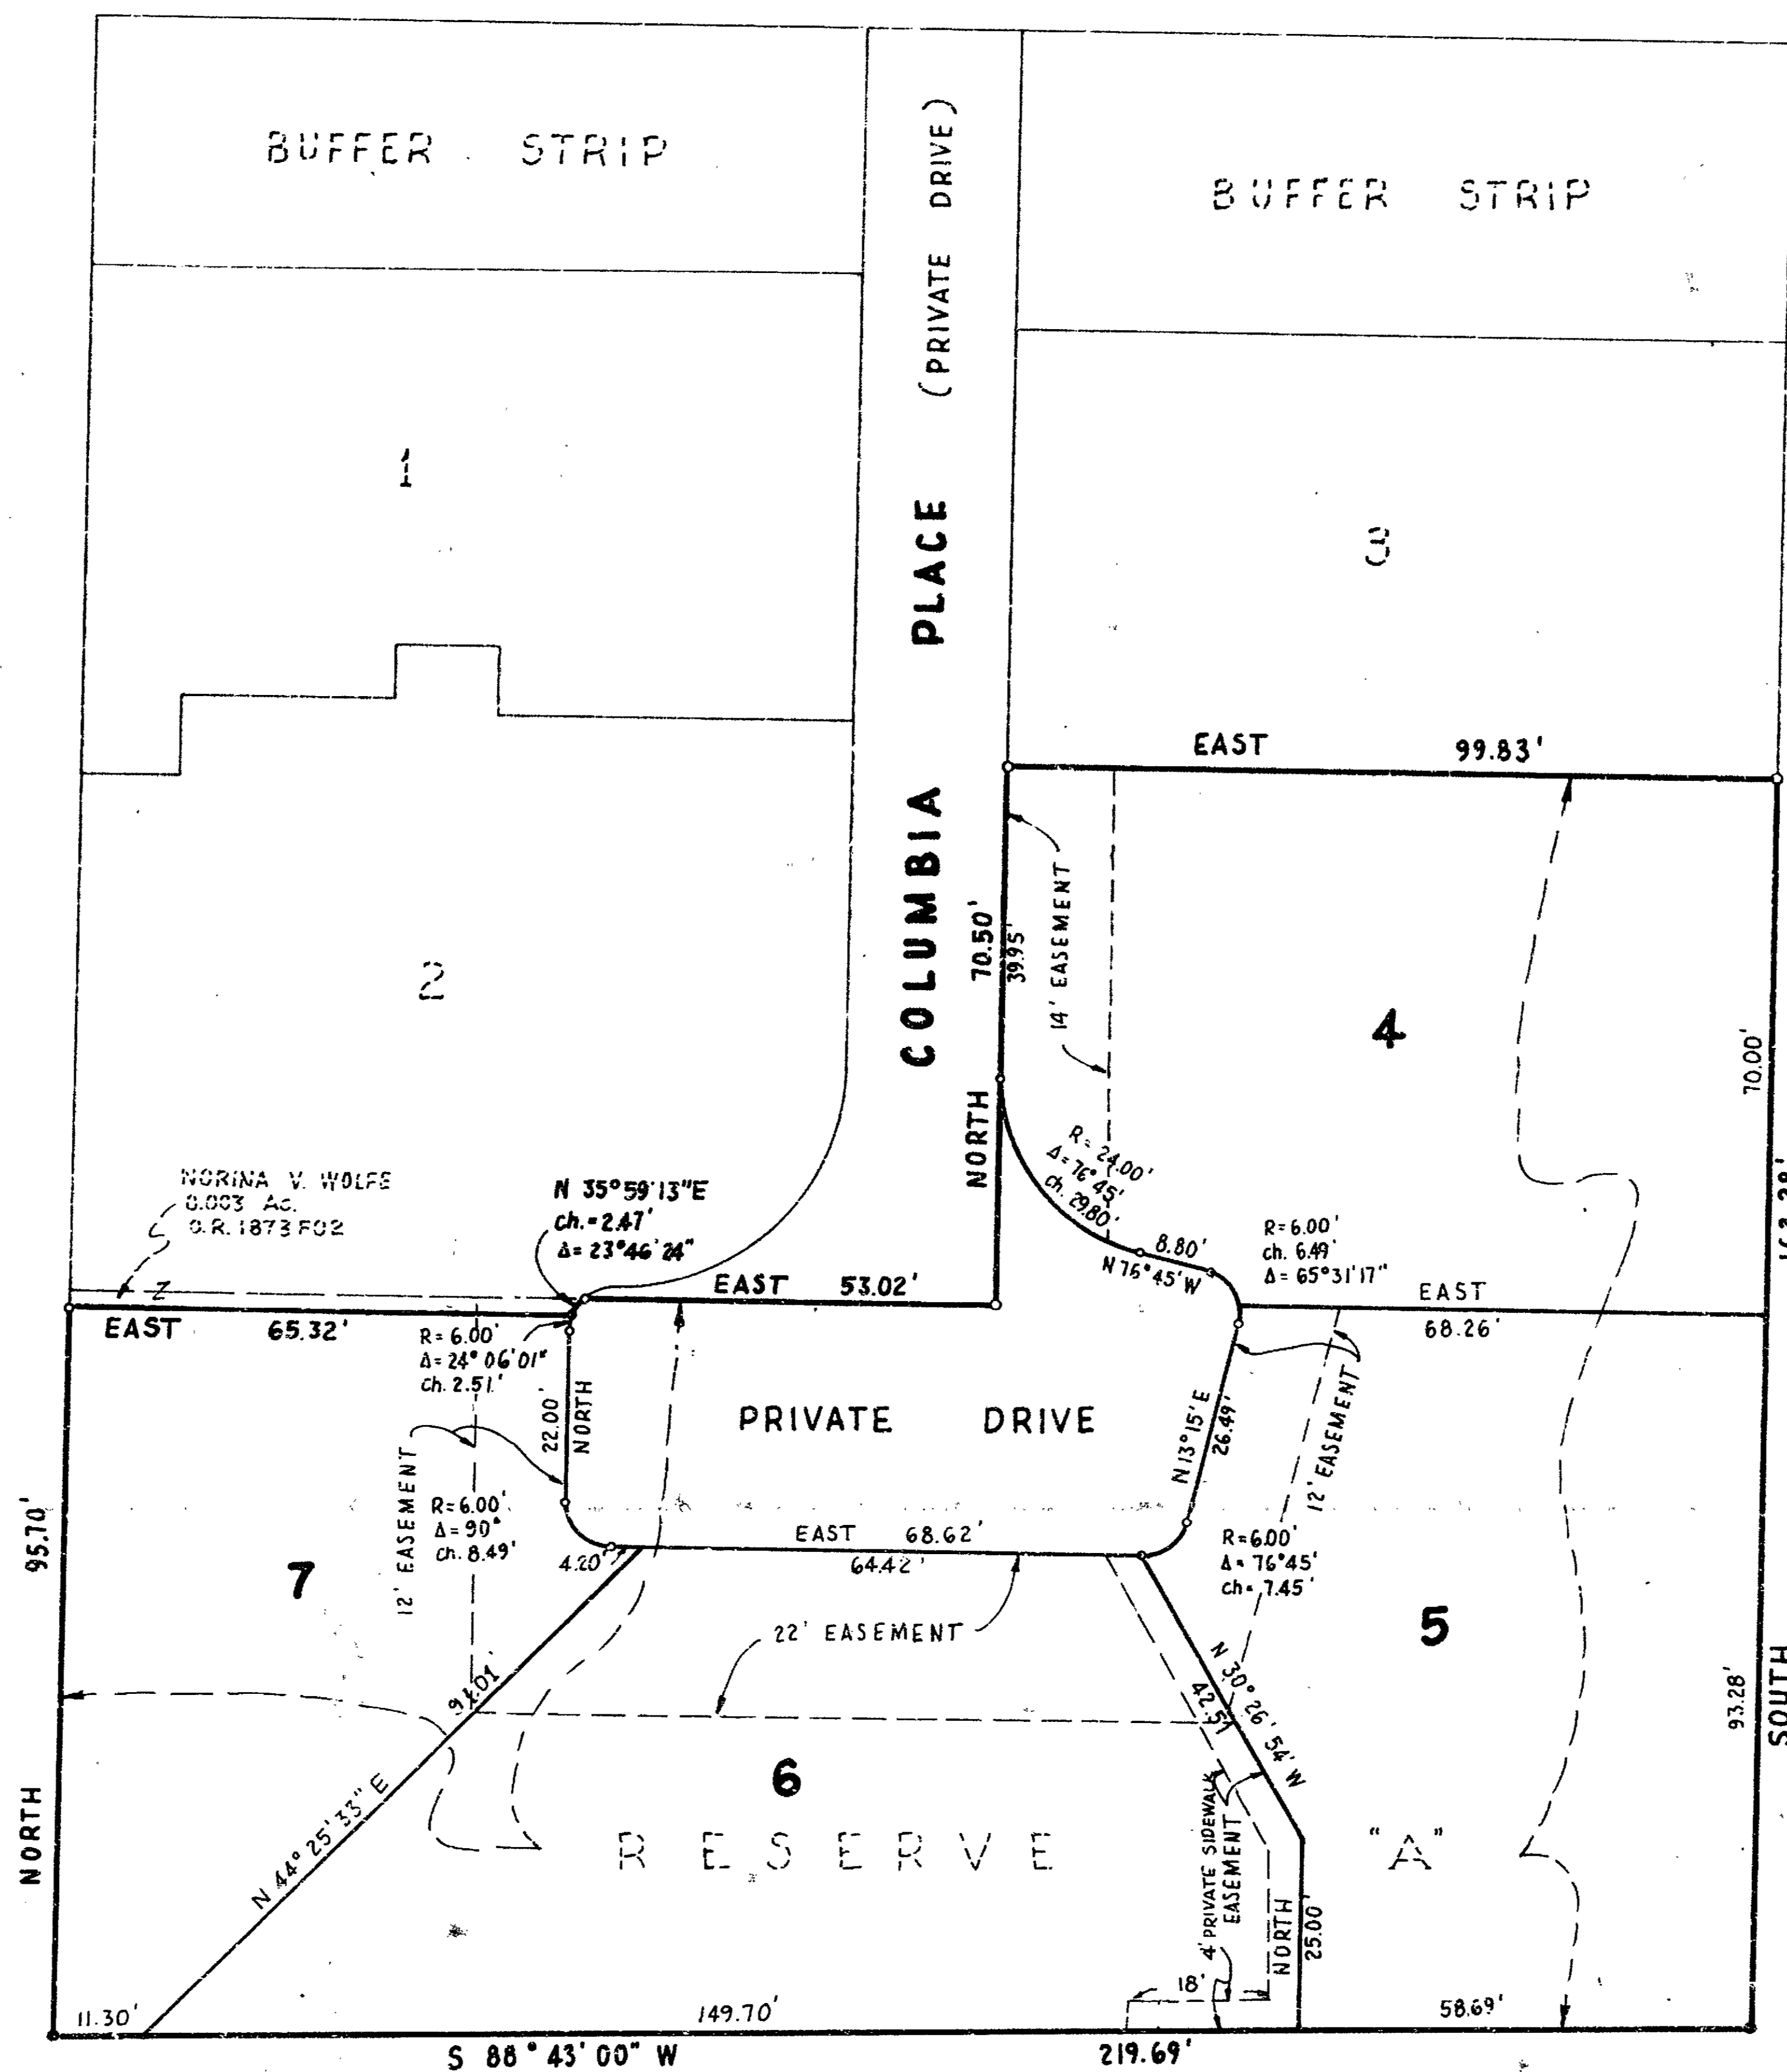 BUFFER STRIP
BUFFER STRIP
COLUMBIA PLACE (PRIVATE DRIVE)
1
3
EAST 99.83'
2
70.50'
39.95'
NORTH
14' EASEMENT
4
70.00'
NORINA V. WOLFE
0.003 Ac.
O.R. 1873 F02
N 35°59'13"E
ch.=2.47'
Δ=23°46'24"
R=24.00'
Δ=76°45'
ch. 29.80'
8.80'
N 76°45'W
R=6.00'
ch. 6.49'
Δ=65°31'17"
EAST 53.02'
EAST
68.26'
Z
EAST 65.32'
R=6.00'
Δ=24°06'01"
ch. 2.51'
22.00'
NORTH
PRIVATE DRIVE
N 13°15'E
26.49'
12' EASEMENT
12' EASEMENT
R=6.00'
Δ=90°
ch. 8.49'
4.20'
EAST 68.62'
64.42'
R=6.00'
Δ=76°45'
ch= 7.45'
95.70'
NORTH
7
22' EASEMENT
5
N 30°26'54" W
42.51'
93.28'
SOUTH
N 44°25'33" E
6
RESERVE "A"
4' PRIVATE SIDEWALK
EASEMENT
NORTH
25.00'
18'
11.30'
149.70'
58.69'
S 88°43'00" W 219.69'